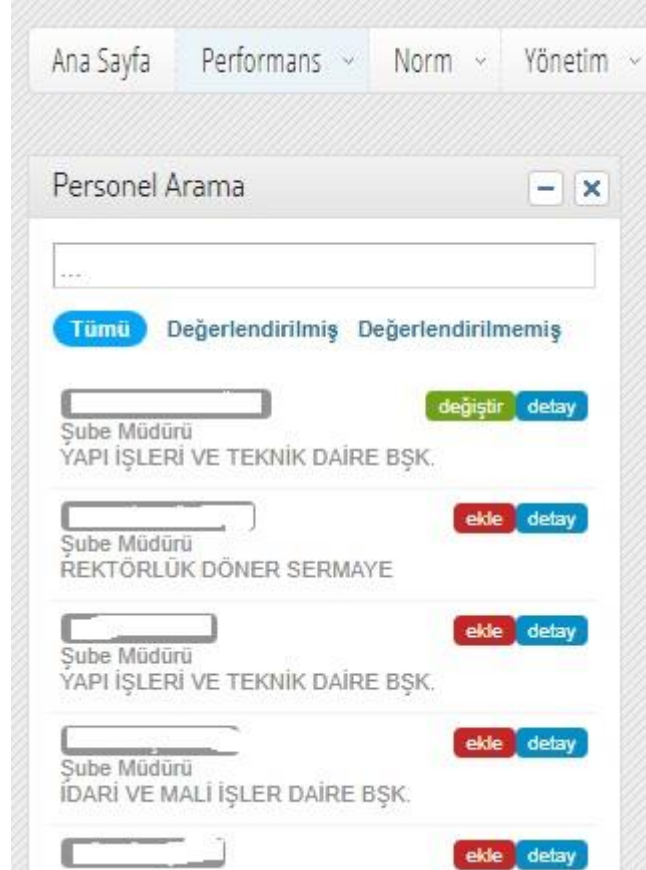 Ana Sayfa Performans Norm Yönetim
Personel Arama
...
Tümü Değerlendirilmiş Değerlendirilmemiş
değiştir detay
Şube Müdürü
YAPI İŞLERİ VE TEKNİK DAİRE BŞK.
ekle detay
Şube Müdürü
REKTÖRLÜK DÖNER SERMAYE
ekle detay
Şube Müdürü
YAPI İŞLERİ VE TEKNİK DAİRE BŞK.
ekle detay
Şube Müdürü
İDARİ VE MALİ İŞLER DAİRE BŞK.
ekle detay